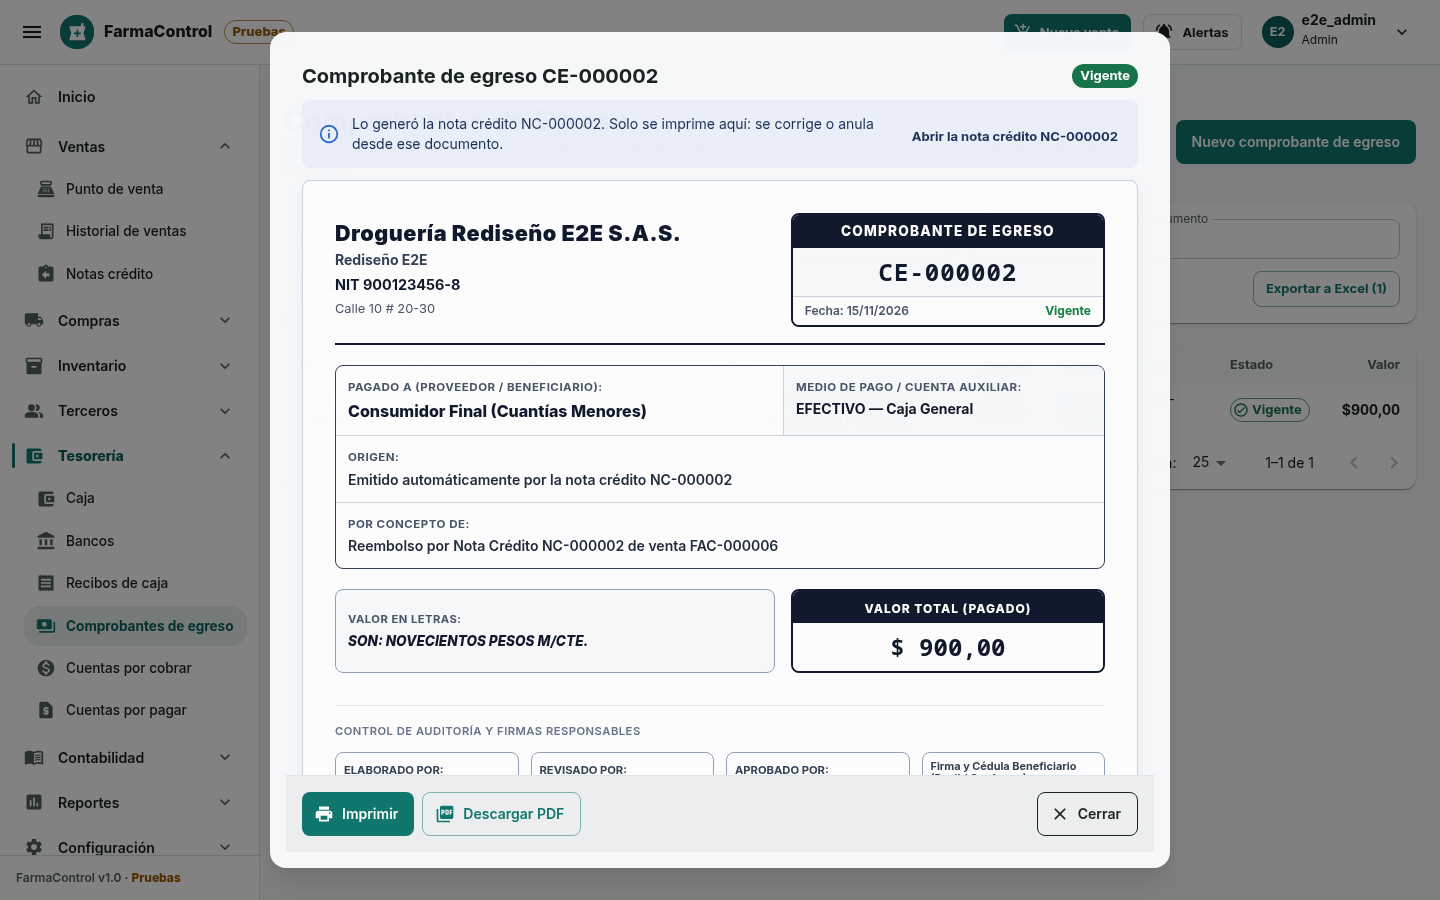 FarmaControl
Pruebas
Nueva venta
Alertas
E2
e2e_admin
Admin
Inicio
Ventas
Punto de venta
Historial de ventas
Notas crédito
Compras
Inventario
Terceros
Tesorería
Caja
Bancos
Recibos de caja
Comprobantes de egreso
Cuentas por cobrar
Cuentas por pagar
Contabilidad
Reportes
Configuración
FarmaControl v1.0 · Pruebas
Comprobante de egreso CE-000002
Vigente
Lo generó la nota crédito NC-000002. Solo se imprime aquí: se corrige o anula
desde ese documento.
Abrir la nota crédito NC-000002
Droguería Rediseño E2E S.A.S.
Rediseño E2E
NIT 900123456-8
Calle 10 # 20-30
COMPROBANTE DE EGRESO
CE-000002
Fecha: 15/11/2026
Vigente
PAGADO A (PROVEEDOR / BENEFICIARIO):
Consumidor Final (Cuantías Menores)
MEDIO DE PAGO / CUENTA AUXILIAR:
EFECTIVO — Caja General
ORIGEN:
Emitido automáticamente por la nota crédito NC-000002
POR CONCEPTO DE:
Reembolso por Nota Crédito NC-000002 de venta FAC-000006
VALOR EN LETRAS:
SON: NOVECIENTOS PESOS M/CTE.
VALOR TOTAL (PAGADO)
$ 900,00
CONTROL DE AUDITORÍA Y FIRMAS RESPONSABLES
ELABORADO POR:
REVISADO POR:
APROBADO POR:
Firma y Cédula Beneficiario
Imprimir
Descargar PDF
Cerrar
Nuevo comprobante de egreso
Exportar a Excel (1)
Estado
Valor
Vigente
$900,00
25
1–1 de 1